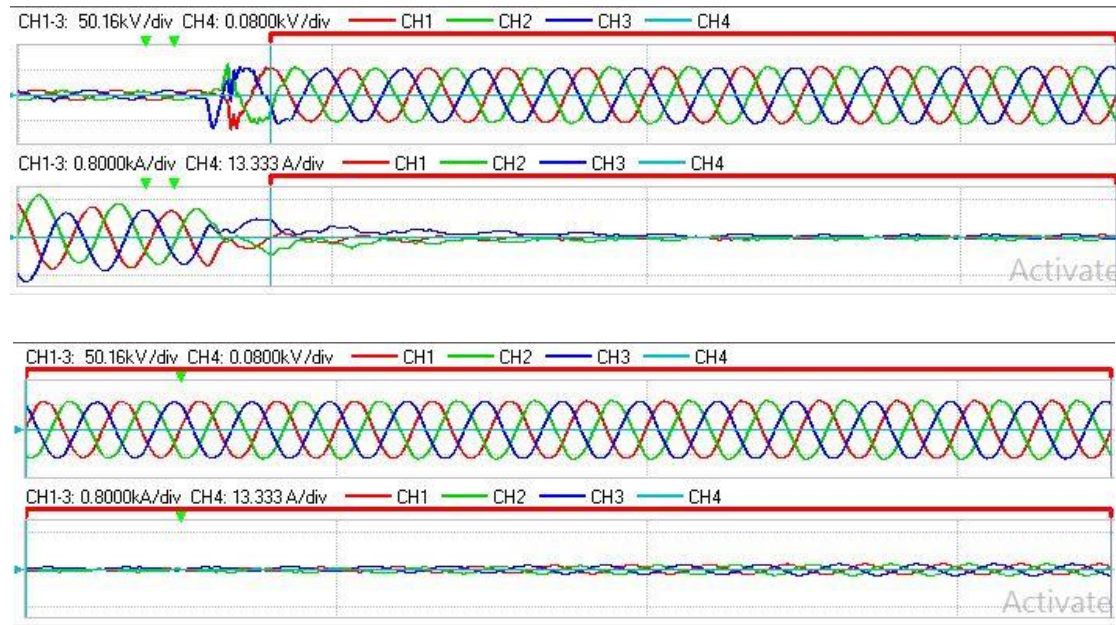 CH1-3: 50.16kV/div CH4: 0.0800kV/div CH1 CH2 CH3 CH4
CH1-3: 0.8000kA/div CH4: 13.333 A/div CH1 CH2 CH3 CH4
Activate
CH1-3: 50.16kV/div CH4: 0.0800kV/div CH1 CH2 CH3 CH4
CH1-3: 0.8000kA/div CH4: 13.333 A/div CH1 CH2 CH3 CH4
Activate